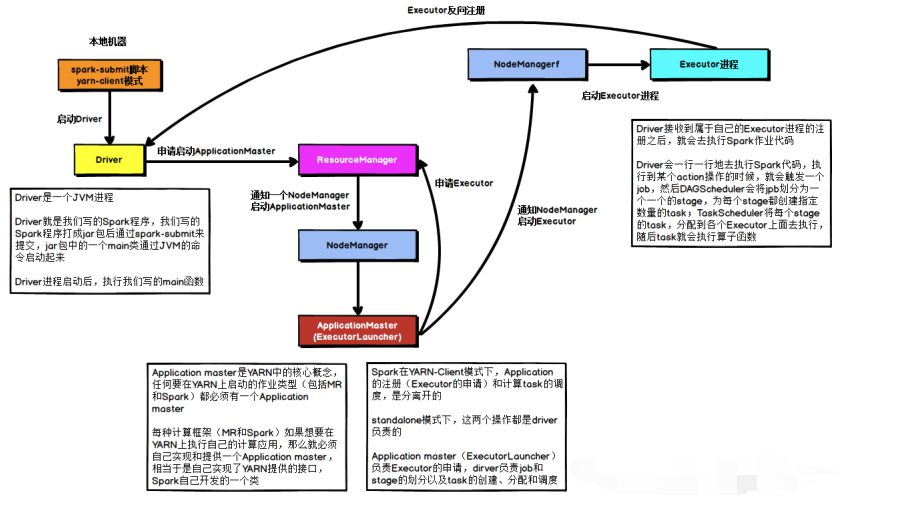 Executor反向注册
本地机器
spark-submit脚本
yarn-client模式
NodeManagerf
Executor进程
启动Executor进程
启动Driver
Driver
申请启动ApplicationMaster
ResourceManager
申请Executor
通知一个NodeManager
启动ApplicationMaster
通知NodeManager
启动Executor
NodeManager
ApplicationMaster
(ExecutorLauncher)
Driver接收到属于自己的Executor进程的注
册之后，就会去执行Spark作业代码
Driver会一行一行地去执行Spark代码，执
行到某个action操作的时候，就会触发一个
job，然后DAGScheduler会将jpb划分为一
个一个的stage，为每个stage都创建指定
数量的task；TaskScheduler将每个stage
的task，分配到各个Executor上面去执行，
随后task就会执行算子函数
Driver是一个JVM进程
Driver就是我们写的Spark程序，我们写的
Spark程序打成jar包后通过spark-submit来
提交，jar包中的一个main类通过JVM的命
令启动起来
Driver进程启动后，执行我们写的main函数
Application master是YARN中的核心概念，
任何要在YARN上启动的作业类型（包括MR
和Spark）都必须有一个Application
master
每种计算框架（MR和Spark）如果想要在
YARN上执行自己的计算应用，那么就必须
自己实现和提供一个Application master，
相当于是自己实现了YARN提供的接口，
Spark自己开发的一个类
Spark在YARN-Client模式下，Application
的注册（Executor的申请）和计算task的调
度，是分离开的
standalone模式下，这两个操作都是driver
负责的
Application master（ExecutorLauncher）
负责Executor的申请，dirver负责job和
stage的划分以及task的创建、分配和调度